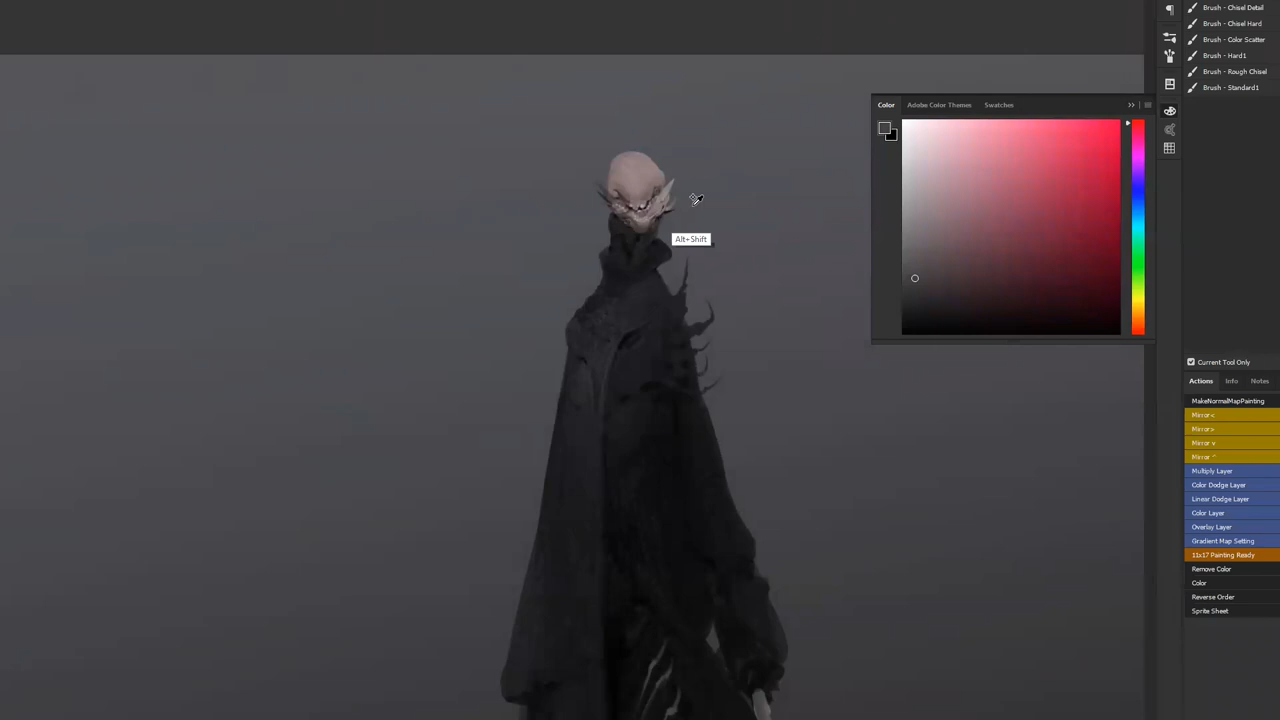 Brush - Chisel Detail
Brush - Chisel Hard
Brush - Color Scatter
Brush - Hard1
Brush - Rough Chisel
Brush - Standard1
Color Adobe Color Themes Swatches
Alt+Shift
Current Tool Only
Actions Info Notes
MakeNormalMapPainting
Mirror <
Mirror >
Mirror v
Mirror ^
Multiply Layer
Color Dodge Layer
Linear Dodge Layer
Color Layer
Overlay Layer
Gradient Map Setting
11x17 Painting Ready
Remove Color
Color
Reverse Order
Sprite Sheet